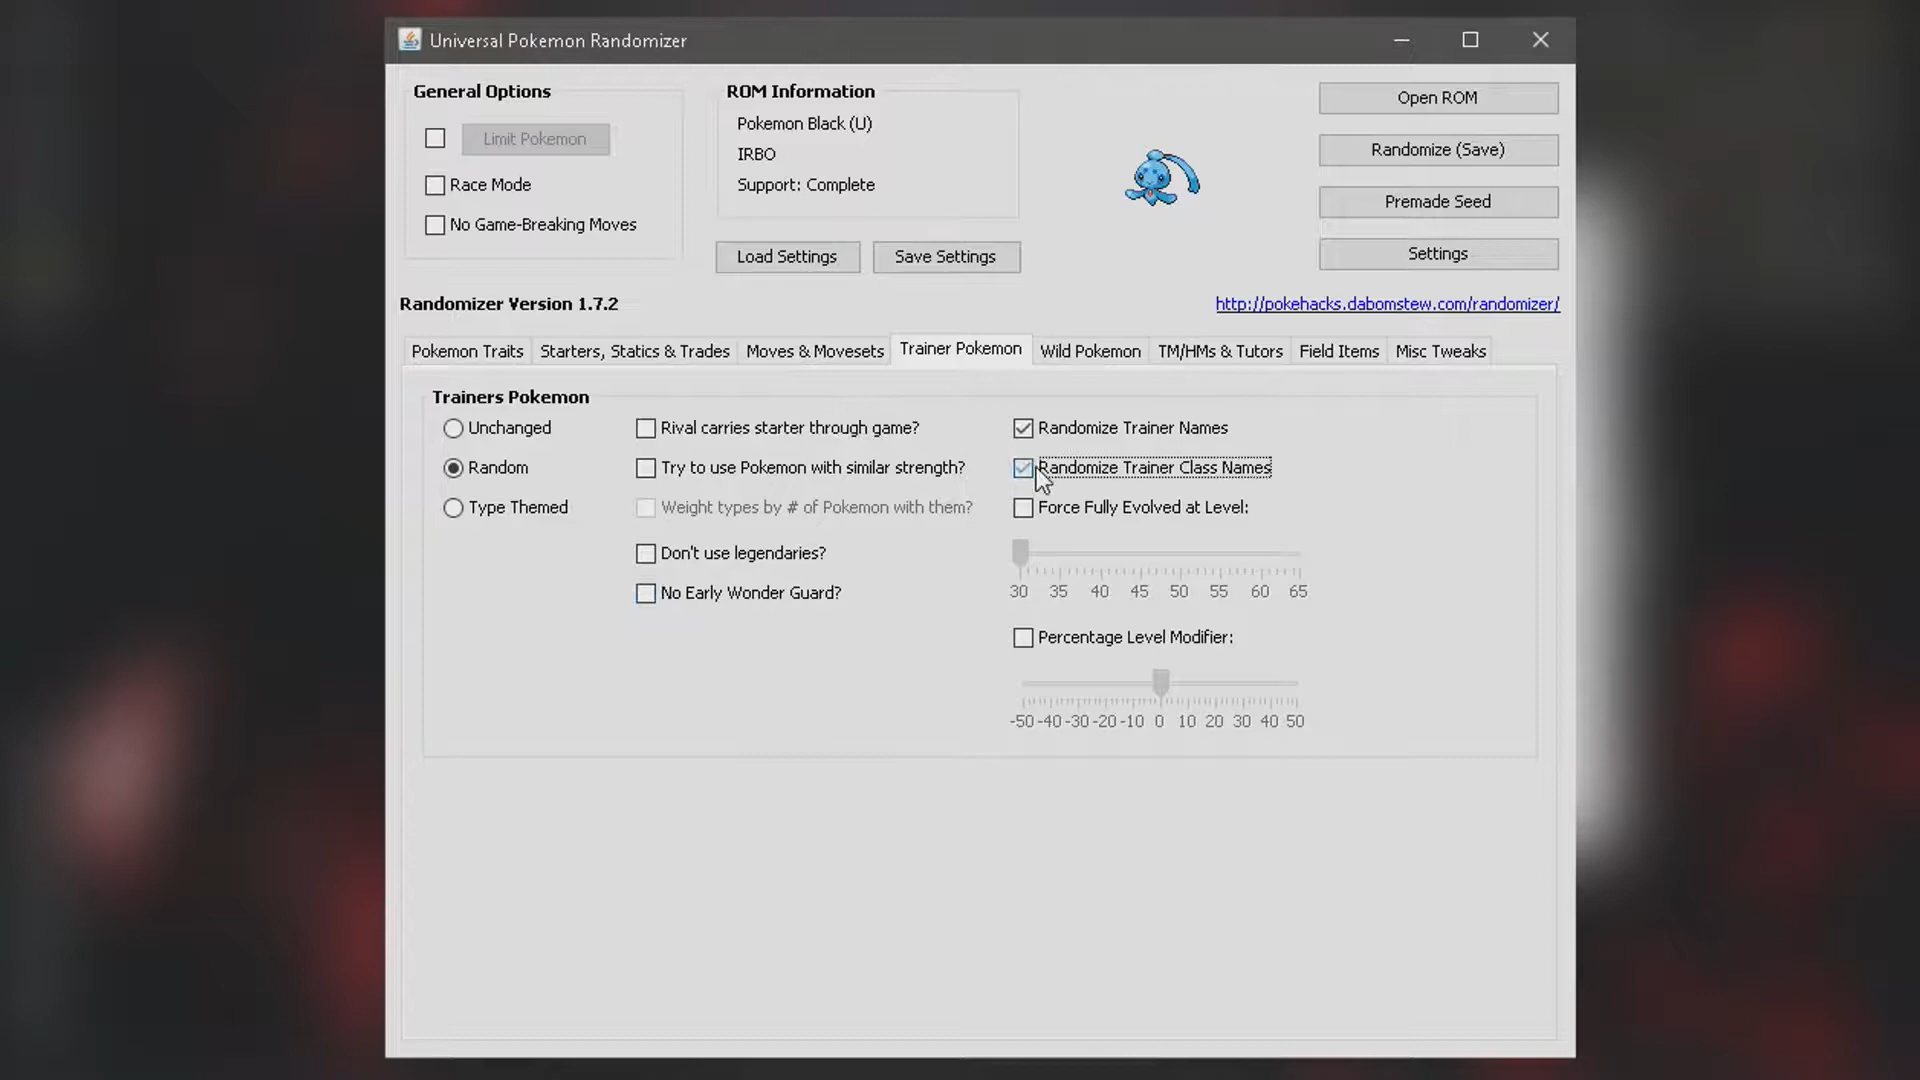 Universal Pokemon Randomizer
General Options
Limit Pokemon
Race Mode
No Game-Breaking Moves
ROM Information
Pokemon Black (U)
IRBO
Support: Complete
Load Settings
Save Settings
Open ROM
Randomize (Save)
Premade Seed
Settings
Randomizer Version 1.7.2
http://pokehacks.dabomstew.com/randomizer/
Pokemon Traits
Starters, Statics & Trades
Moves & Movesets
Trainer Pokemon
Wild Pokemon
TM/HMs & Tutors
Field Items
Misc Tweaks
Trainers Pokemon
Unchanged
Random
Type Themed
Rival carries starter through game?
Try to use Pokemon with similar strength?
Weight types by # of Pokemon with them?
Don't use legendaries?
No Early Wonder Guard?
Randomize Trainer Names
Randomize Trainer Class Names
Force Fully Evolved at Level:
30 35 40 45 50 55 60 65
Percentage Level Modifier:
-50 -40 -30 -20 -10 0 10 20 30 40 50